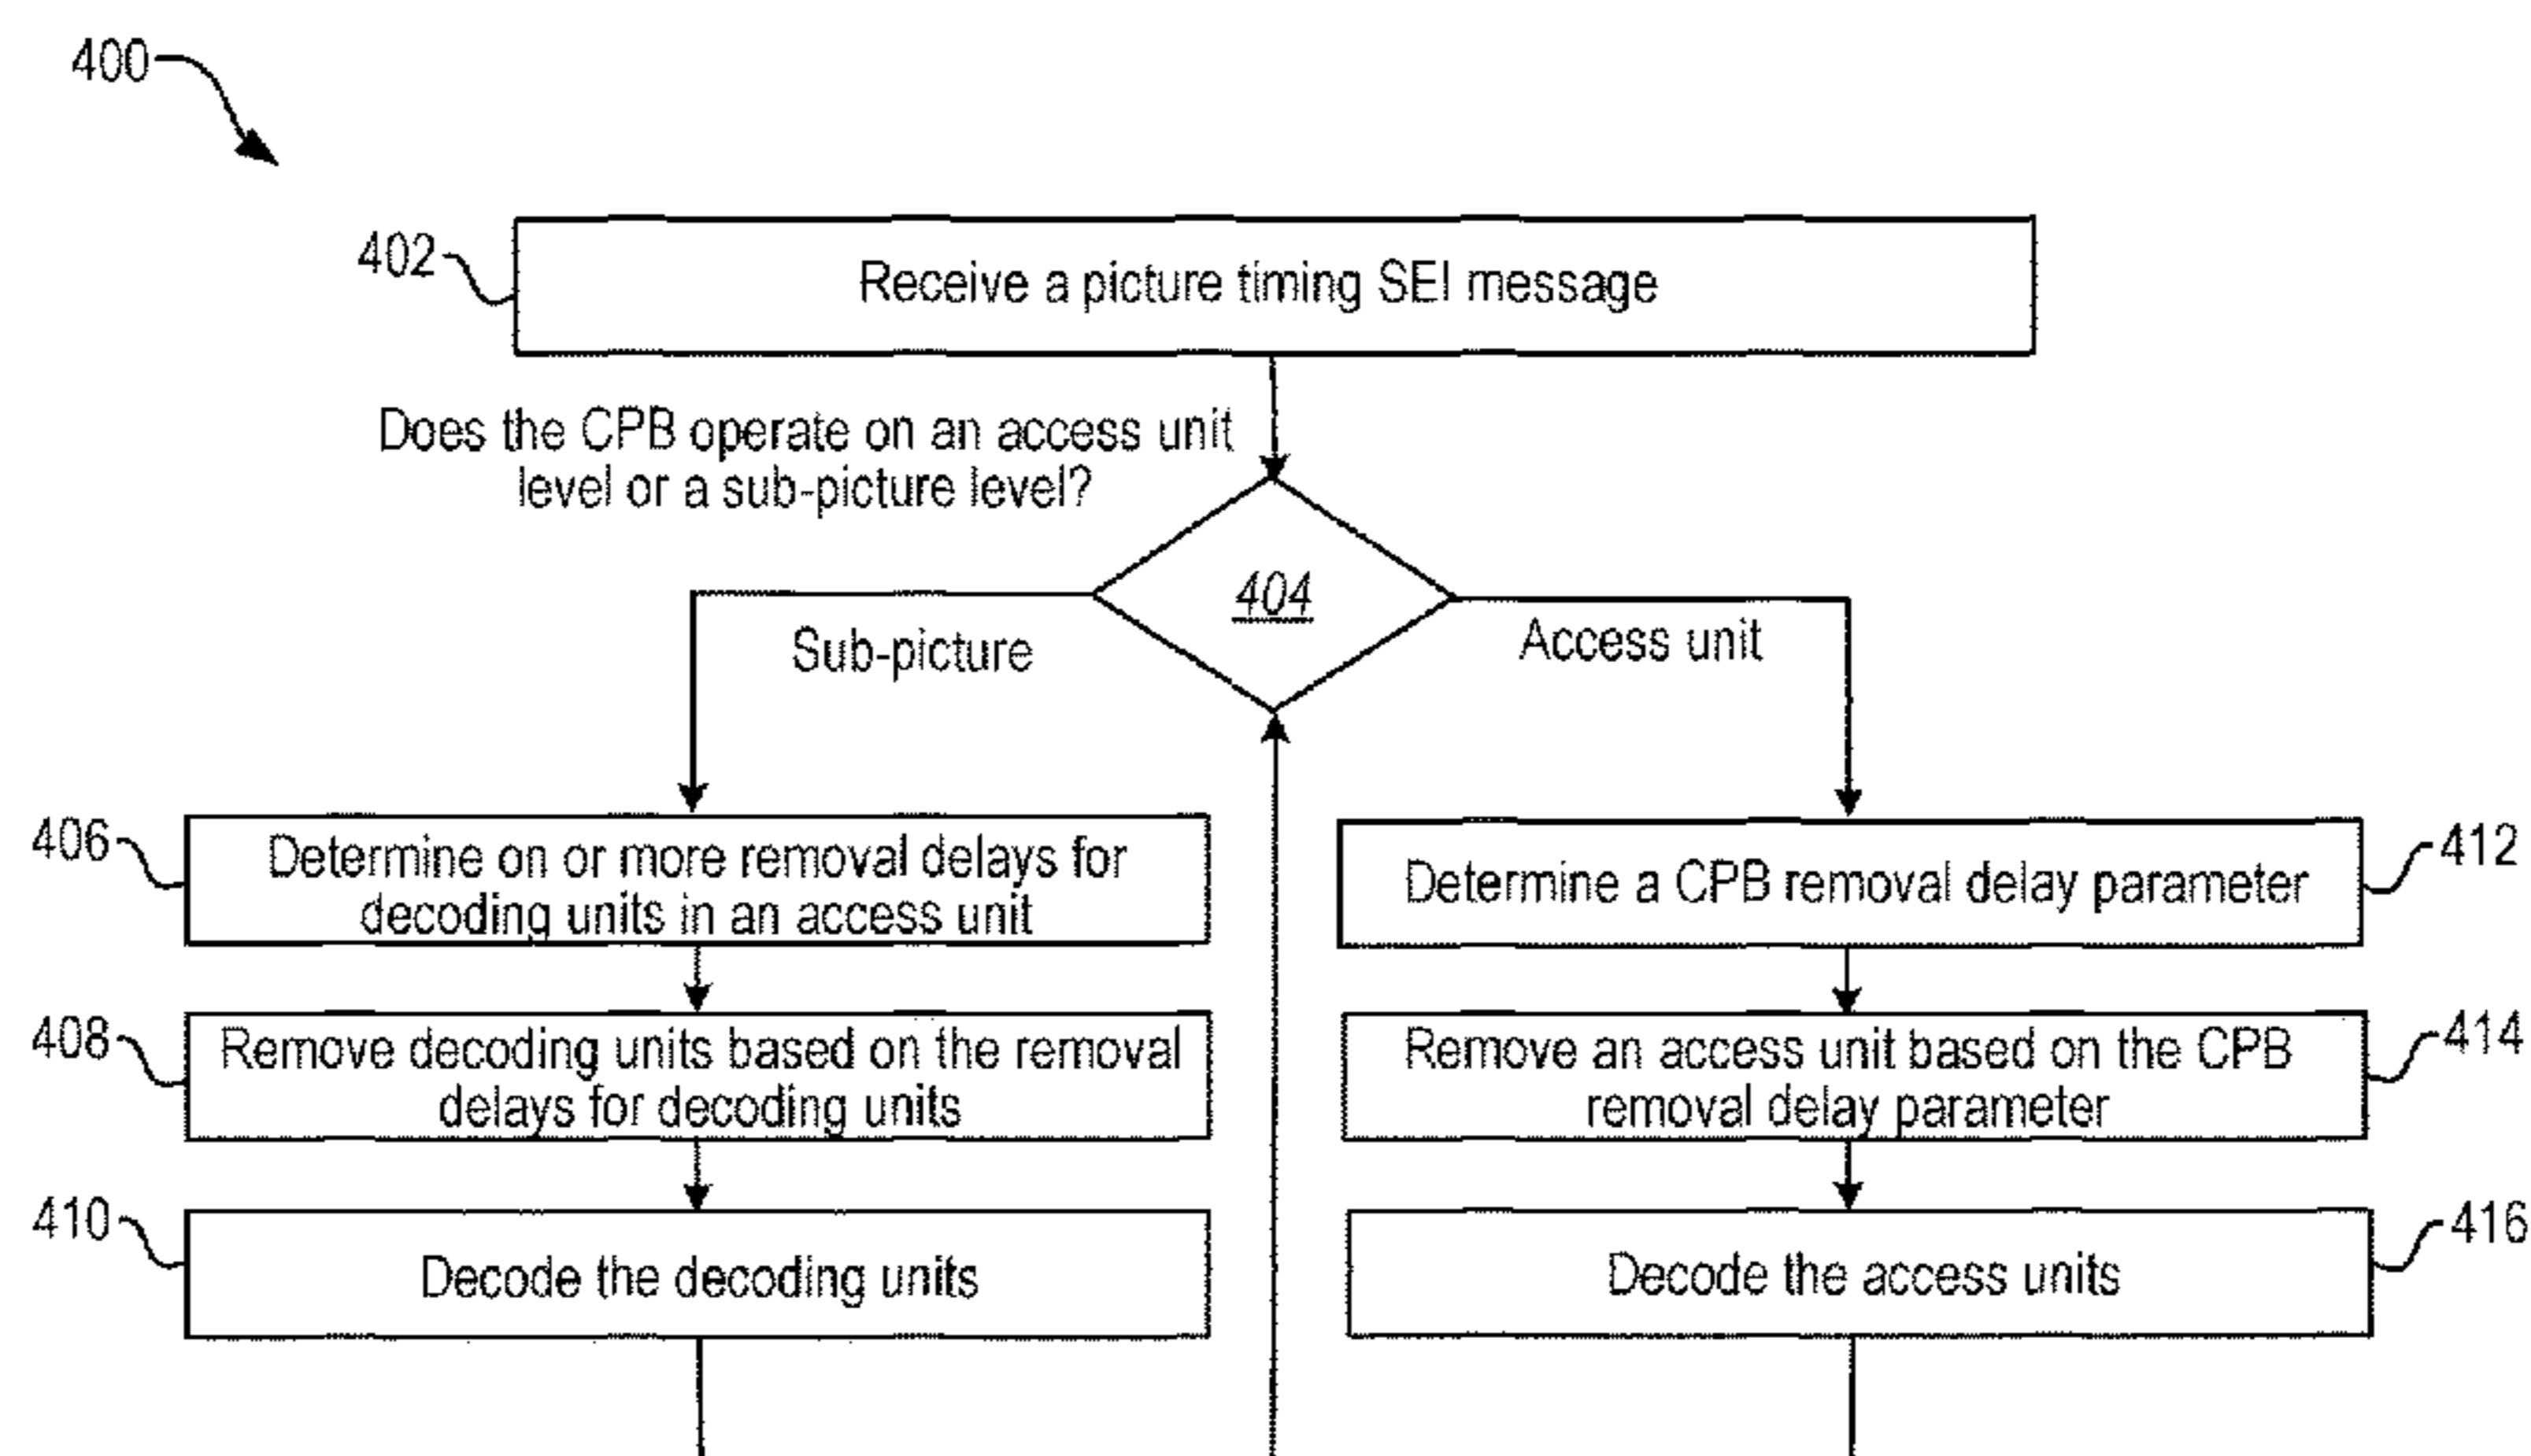 400
402
Receive a picture timing SEI message
Does the CPB operate on an access unit
level or a sub-picture level?
404
Sub-picture
Access unit
406
Determine on or more removal delays for
decoding units in an access unit
412
Determine a CPB removal delay parameter
408
Remove decoding units based on the removal
delays for decoding units
414
Remove an access unit based on the CPB
removal delay parameter
410
Decode the decoding units
416
Decode the access units